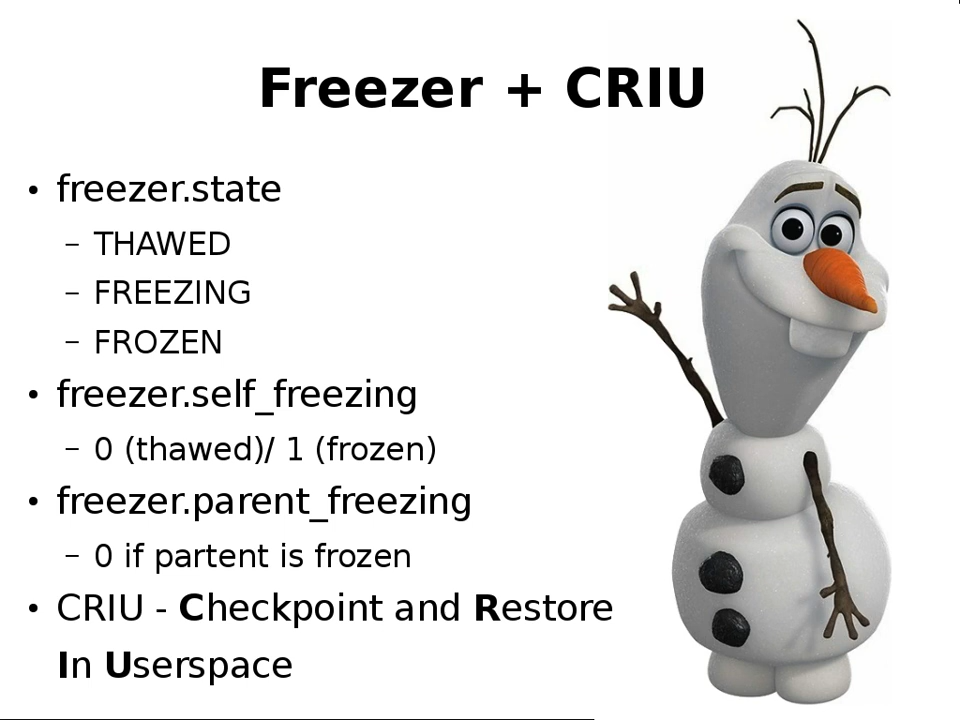 Freezer + CRIU
• freezer.state
– THAWED
– FREEZING
– FROZEN
• freezer.self_freezing
– 0 (thawed)/ 1 (frozen)
• freezer.parent_freezing
– 0 if partent is frozen
• CRIU - Checkpoint and Restore
In Userspace